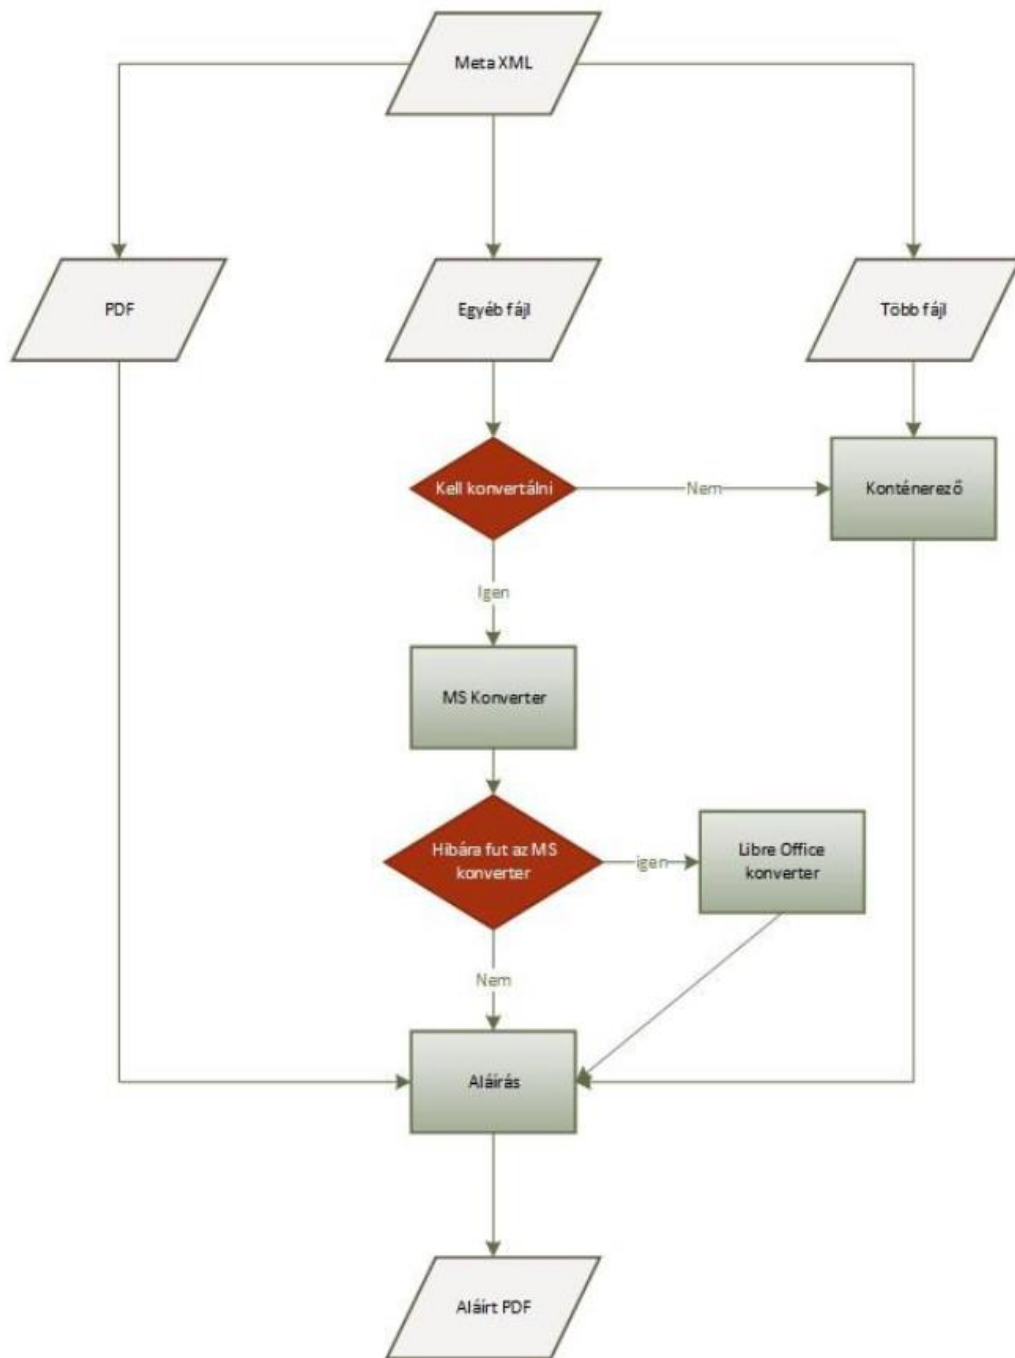 Meta XML
PDF
Egyéb fájl
Több fájl
Kell konvertálni
Nem
Konténerező
Igen
MS Konverter
Hibára fut az MS
konverter
igen
Libre Office
konverter
Nem
Aláírás
Aláírt PDF